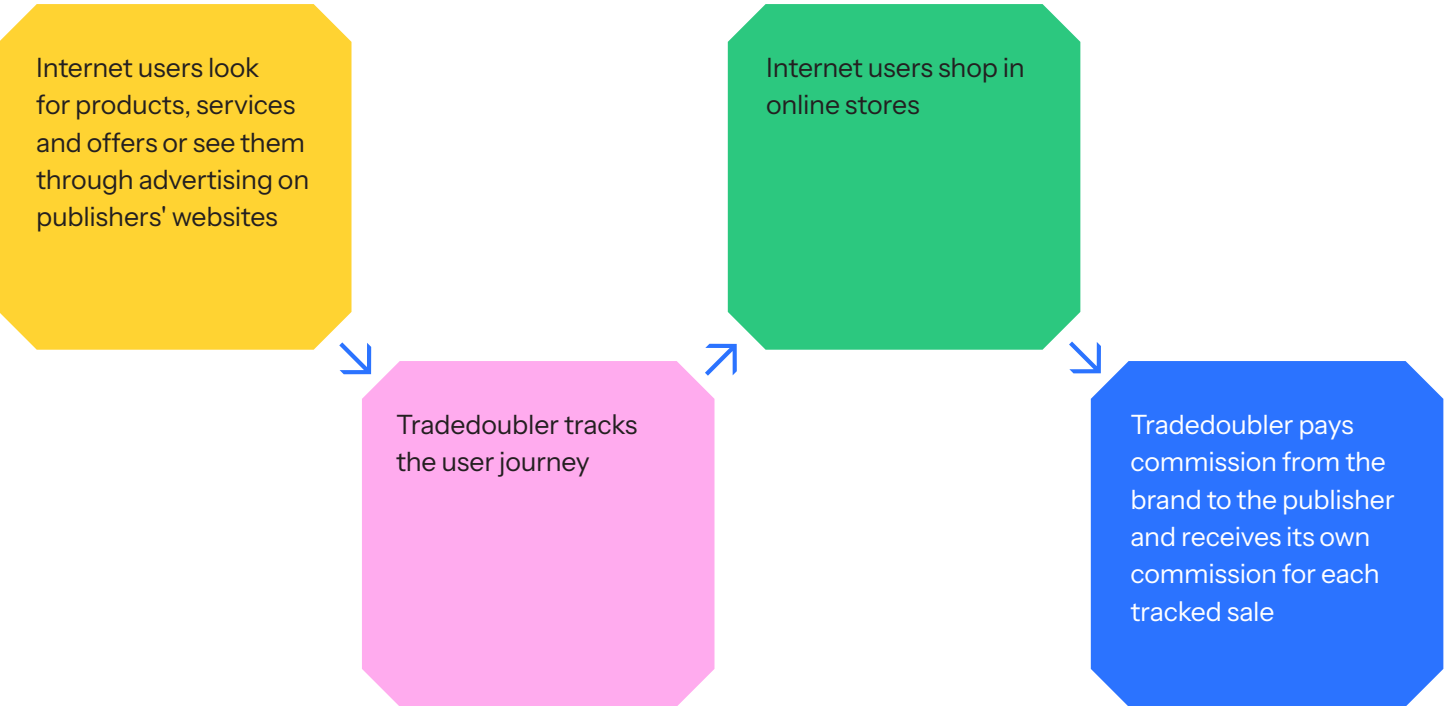 Internet users look
for products, services
and offers or see them
through advertising on
publishers' websites
Tradedoubler tracks
the user journey
Internet users shop in
online stores
Tradedoubler pays
commission from the
brand to the publisher
and receives its own
commission for each
tracked sale